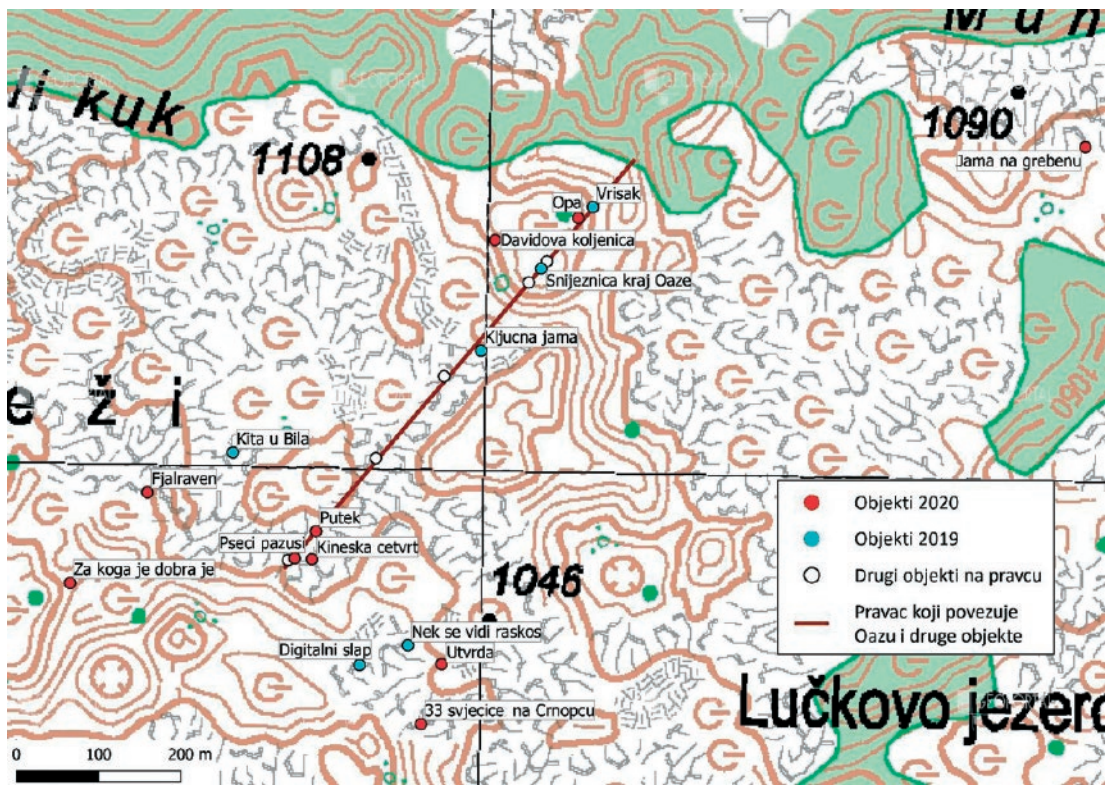 li kuk
Mun
1108
1090
Jama na grebenu
Vrisak
Opa
Davidova koljenica
Snijeznica kraj Oaze
Kljucna jama
1060
e ži
Kita u Bila
Fjalraven
Putek
Pseci pazusi
Kineska cetvrt
Za koga je dobra je
1046
Nek se vidi raskos
Digitalni slap
Utvrda
33 svjecice na Crnopcu
Lučkovo jezero
Objekti 2020
Objekti 2019
Drugi objekti na pravcu
Pravac koji povezuje
Oazu i druge objekte
0 100 200 m